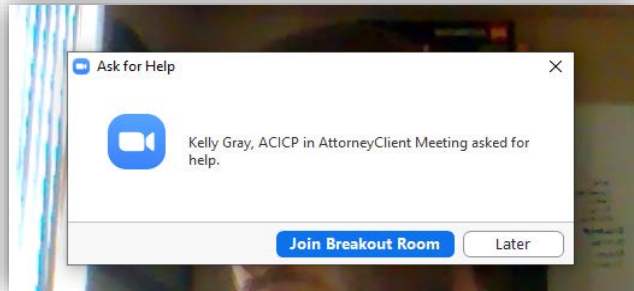 Ask for Help
Kelly Gray, ACICP in AttorneyClient Meeting asked for
help.
Join Breakout Room
Later